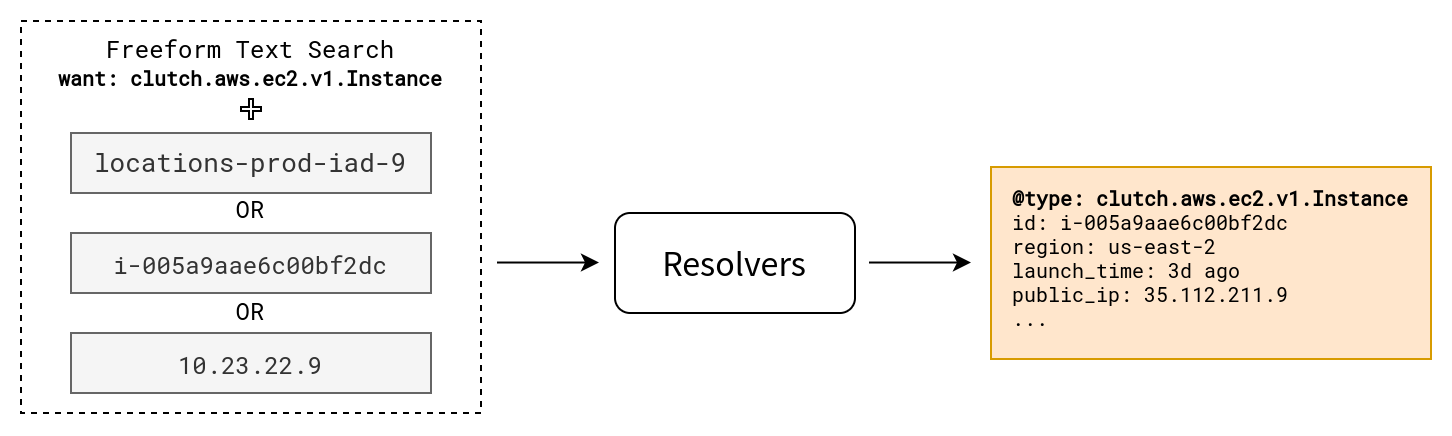 Freeform Text Search
want: clutch.aws.ec2.v1.Instance
locations-prod-iad-9
OR
i-005a9aae6c00bf2dc
OR
10.23.22.9
Resolvers
@type: clutch.aws.ec2.v1.Instance
id: i-005a9aae6c00bf2dc
region: us-east-2
launch_time: 3d ago
public_ip: 35.112.211.9
...